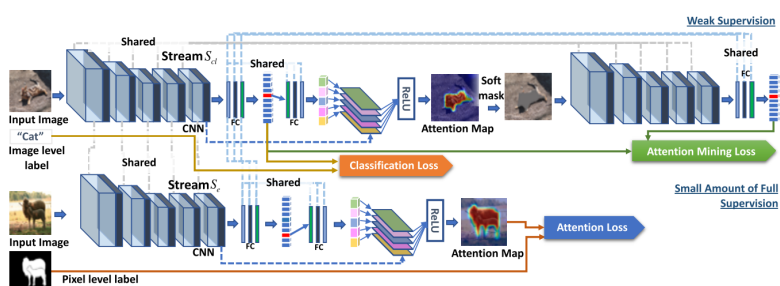 Weak Supervision
Shared
Stream S_cl
Shared
Shared
FC
FC
FC
ReLU
Soft
mask
Input Image
CNN
Attention Map
"Cat"
Image level
label
Classification Loss
Attention Mining Loss
Shared
Stream S_e
Shared
Small Amount of Full
Supervision
Input Image
CNN
FC
FC
ReLU
Attention Map
Attention Loss
Pixel level label